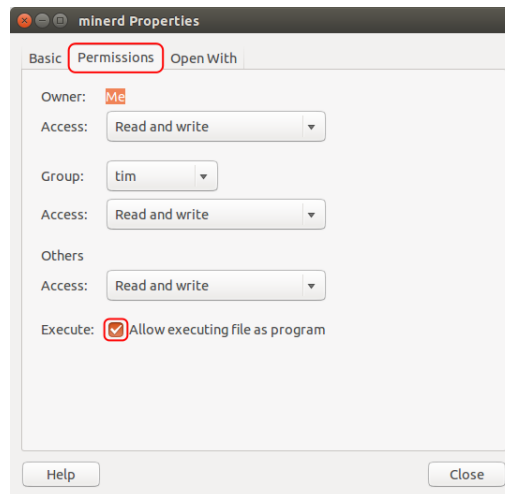 minerd Properties
Basic Permissions Open With
Owner: Me
Access: Read and write
Group: tim
Access: Read and write
Others
Access: Read and write
Execute: Allow executing file as program
Help Close